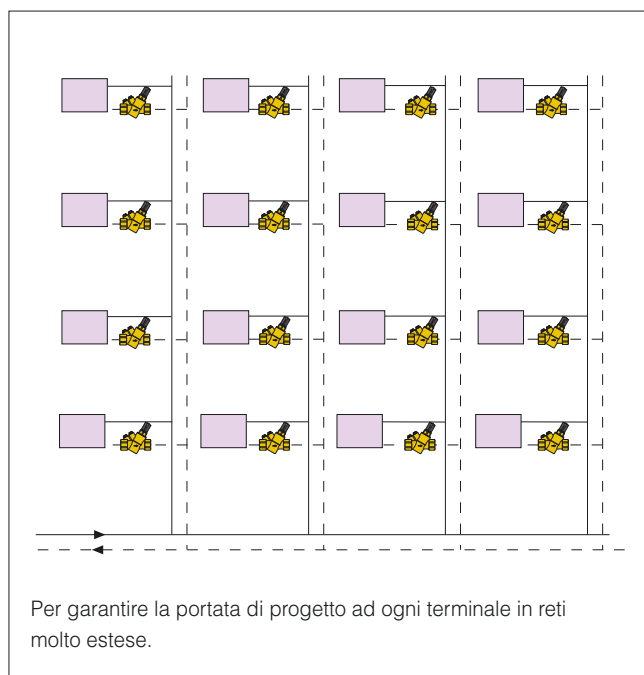 Per garantire la portata di progetto ad ogni terminale in reti
molto estese.